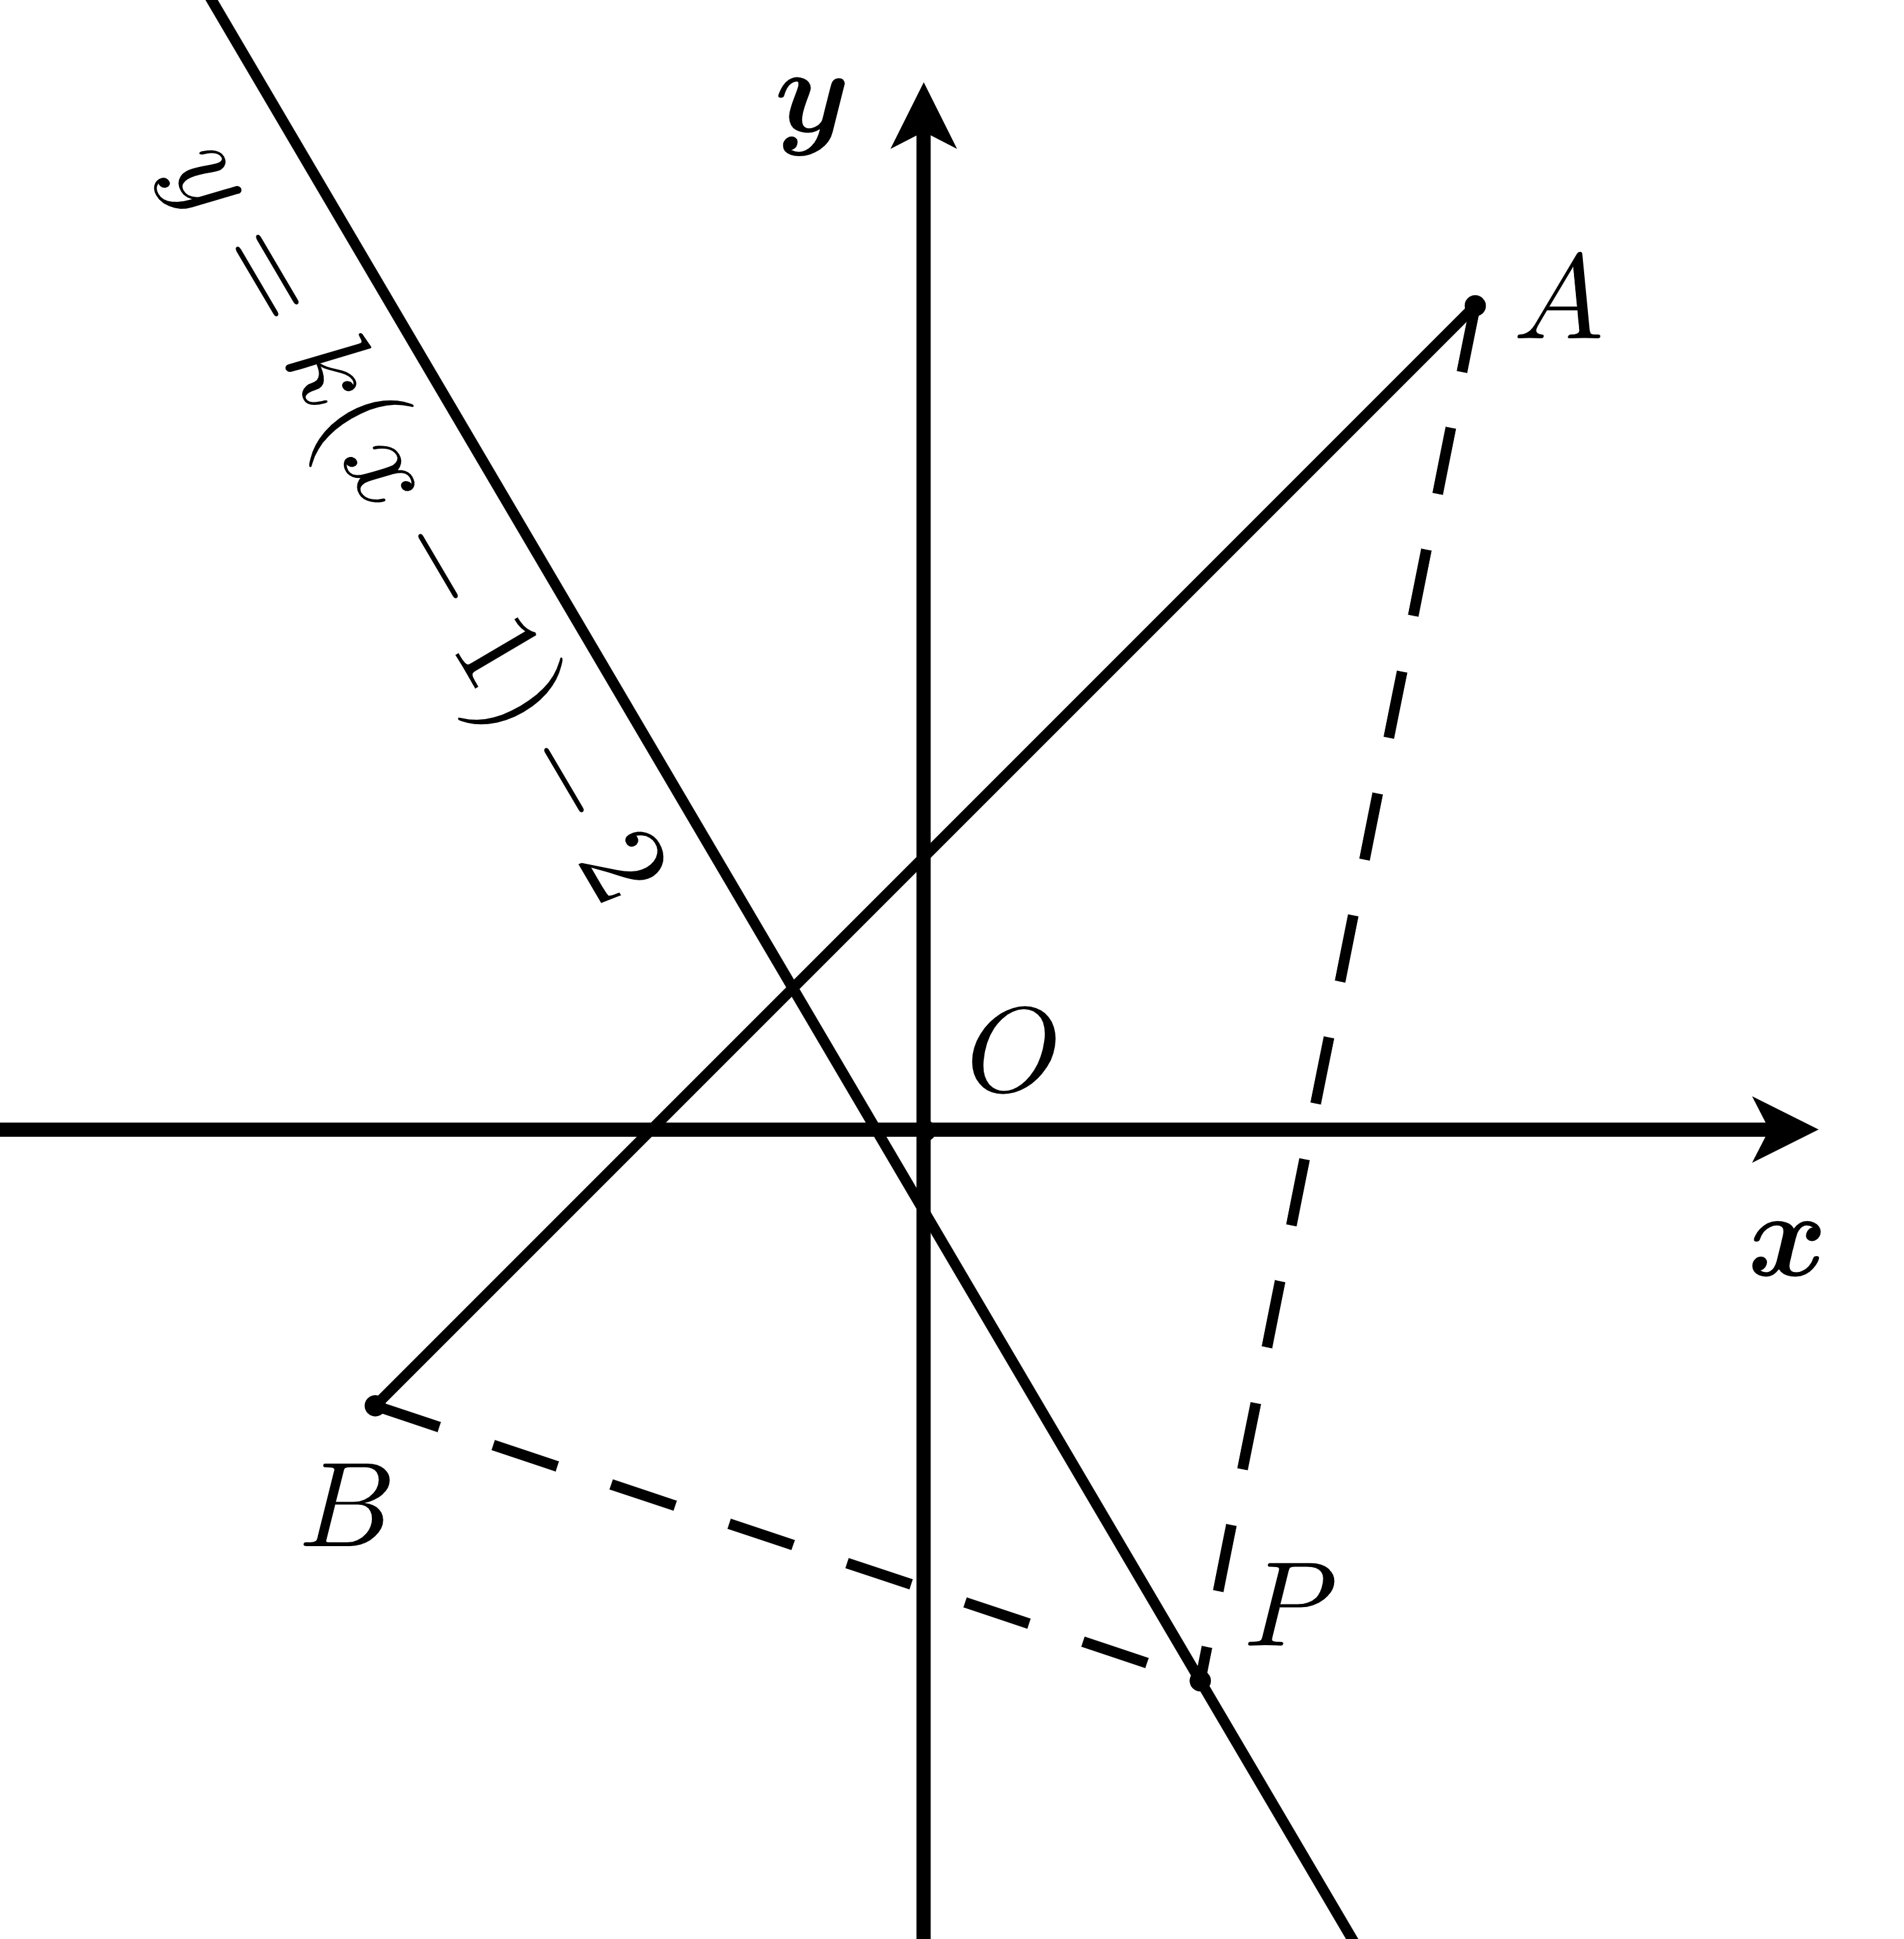 y
A
y = k(x − 1) − 2
O
x
B
P